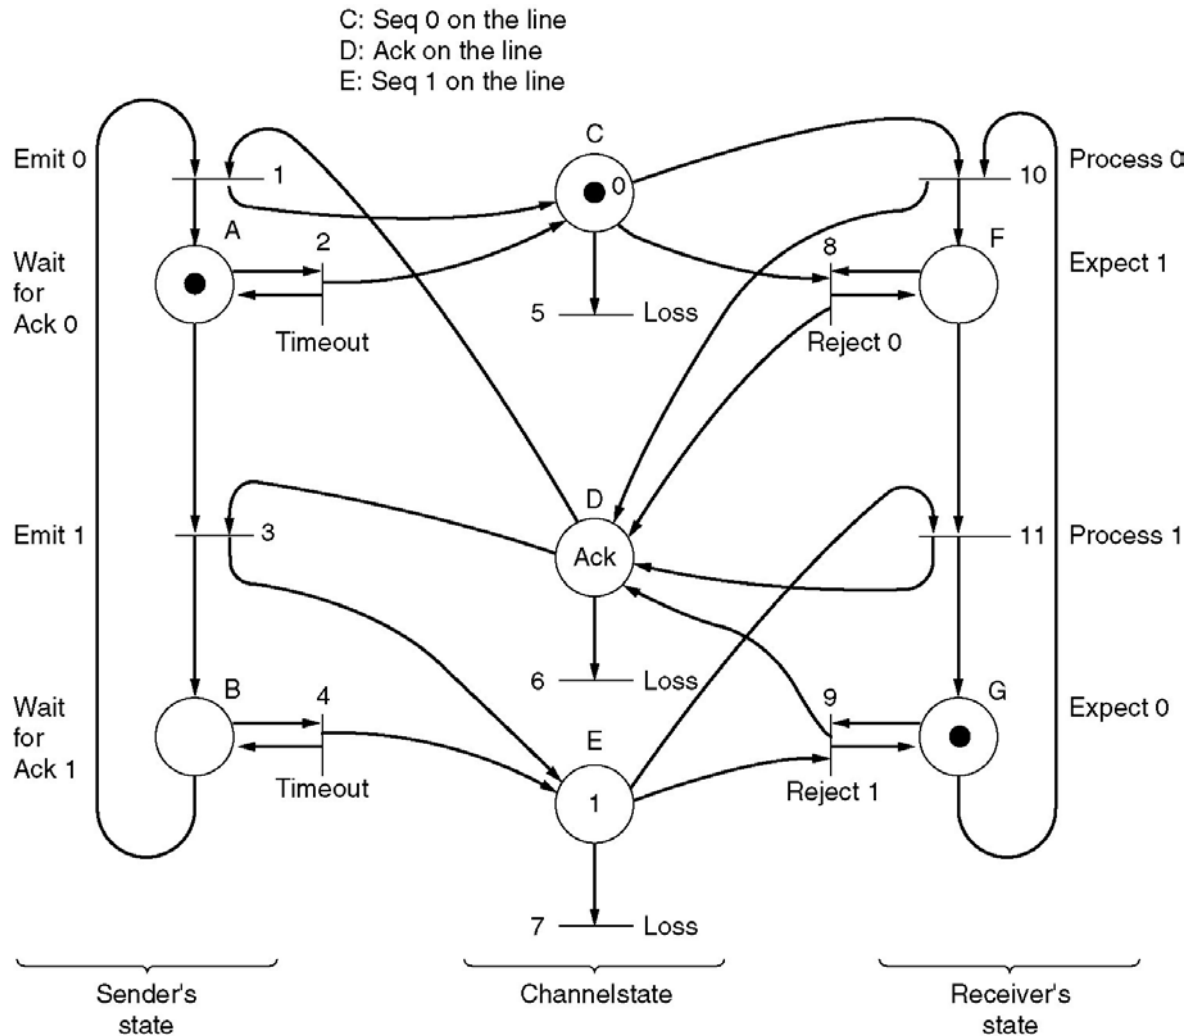 C: Seq 0 on the line
D: Ack on the line
E: Seq 1 on the line
Emit 0
1
C
0
10
Process 0
A
2
8
F
Wait
for
Ack 0
Expect 1
5
Loss
Timeout
Reject 0
D
Emit 1
3
Ack
11
Process 1
6
Loss
B
4
9
G
Wait
for
Ack 1
E
Expect 0
Timeout
1
Reject 1
7
Loss
Sender's
state
Channelstate
Receiver's
state